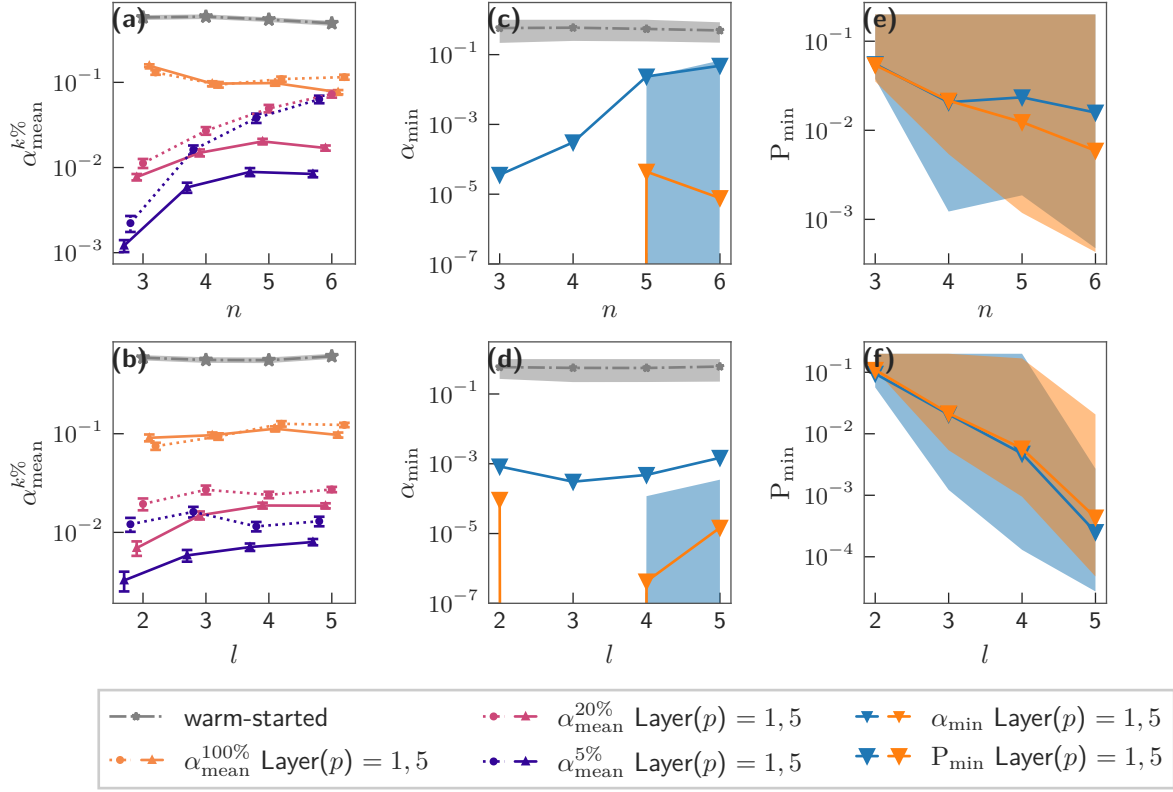 (a)
10^{-1}
10^{-2}
10^{-3}
α_{mean}^{k%}
3 4 5 6
n
(c)
10^{-1}
10^{-3}
10^{-5}
10^{-7}
α_{min}
3 4 5 6
n
(e)
10^{-1}
10^{-2}
10^{-3}
P_{min}
3 4 5 6
n
(b)
10^{-1}
10^{-2}
α_{mean}^{k%}
2 3 4 5
l
(d)
10^{-1}
10^{-3}
10^{-5}
10^{-7}
α_{min}
2 3 4 5
l
(f)
10^{-1}
10^{-2}
10^{-3}
10^{-4}
P_{min}
2 3 4 5
l
warm-started
α_{mean}^{100%} Layer(p) = 1, 5
α_{mean}^{20%} Layer(p) = 1, 5
α_{mean}^{5%} Layer(p) = 1, 5
α_{min} Layer(p) = 1, 5
P_{min} Layer(p) = 1, 5